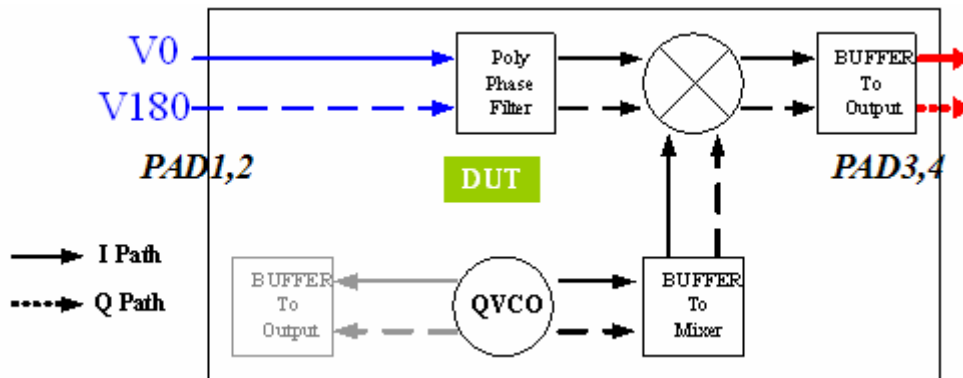 V0
V180
PAD1,2
Poly
Phase
Filter
BUFFER
To
Output
PAD3,4
DUT
I Path
Q Path
BUFFER
To
Output
QVCO
BUFFER
To
Mixer